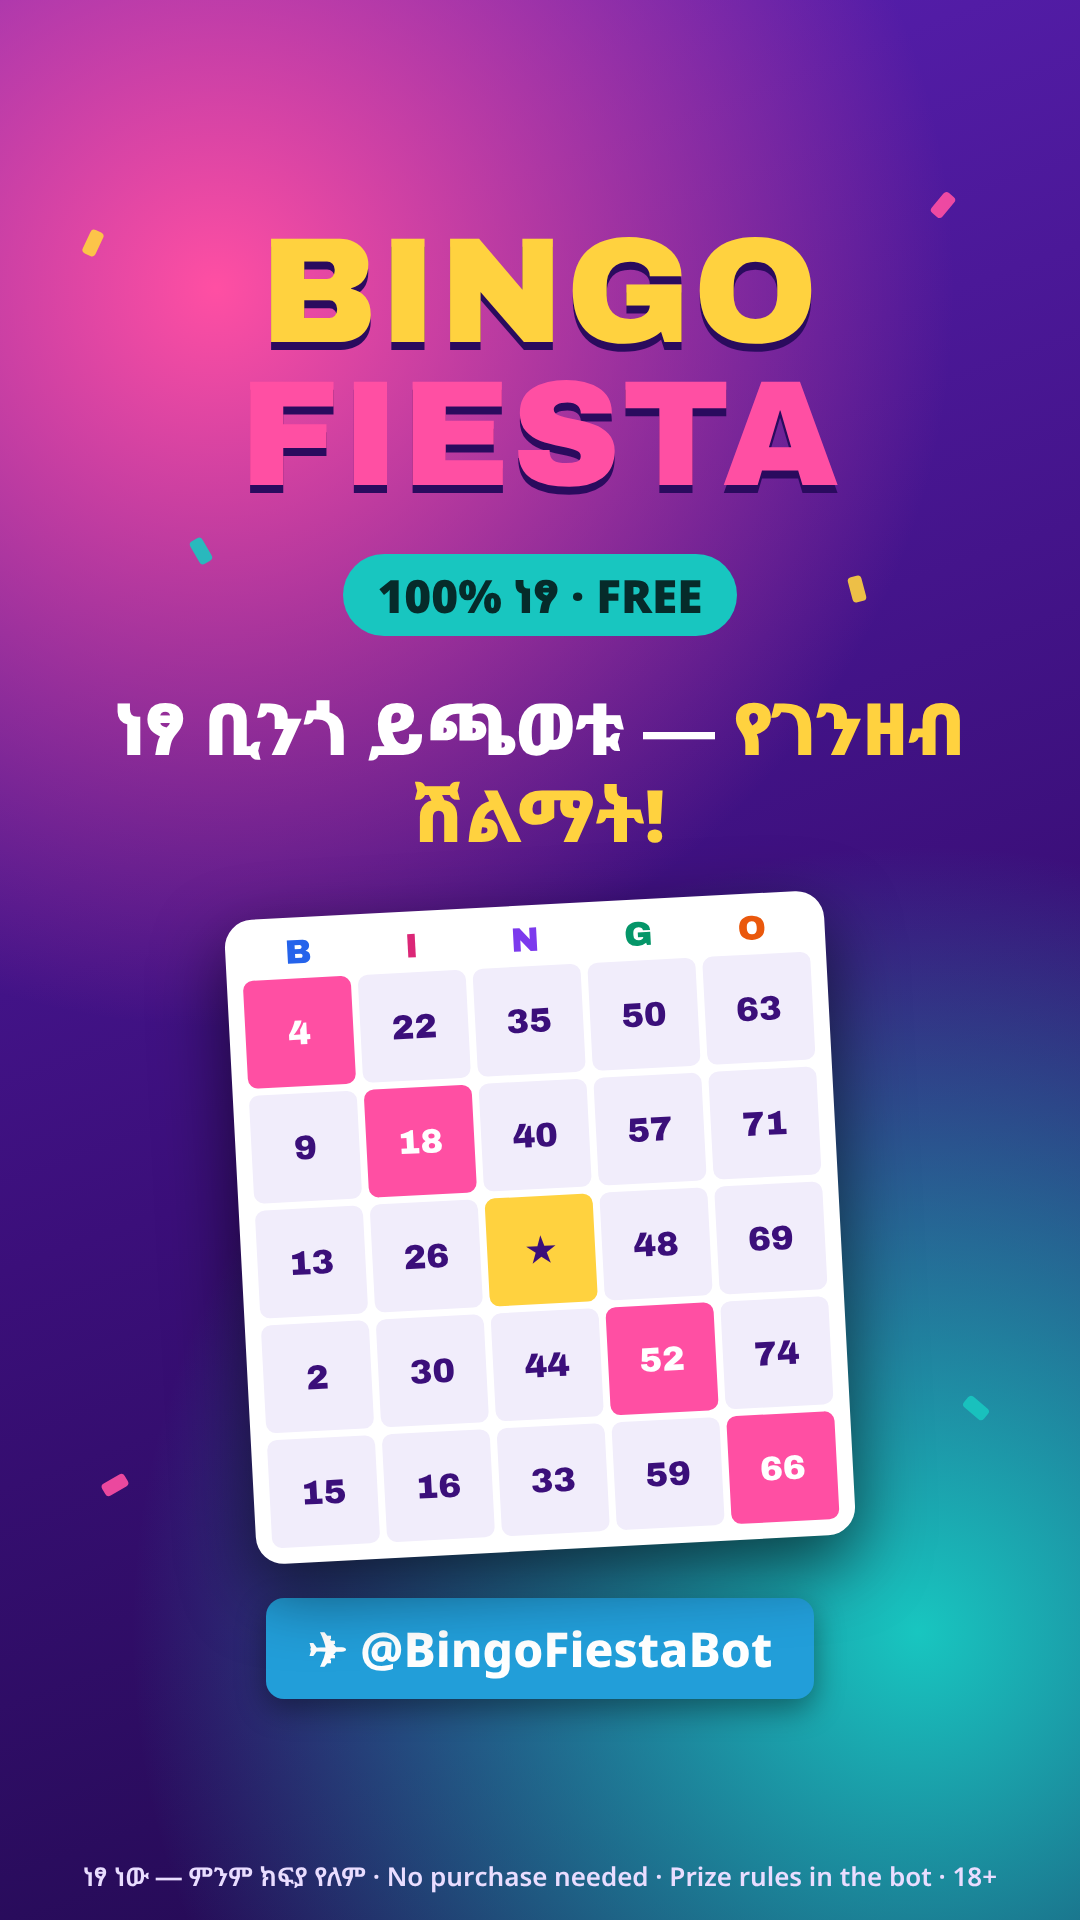 BINGO
FIESTA
100% ነፃ · FREE
ነፃ ቢንጎ ይጫወቱ — የገንዘብ
ሽልማት!
B I N G O
4 22 35 50 63
9 18 40 57 71
13 26 ★ 48 69
2 30 44 52 74
15 16 33 59 66
✈ @BingoFiestaBot
ነፃ ነው — ምንም ክፍያ የለም · No purchase needed · Prize rules in the bot · 18+